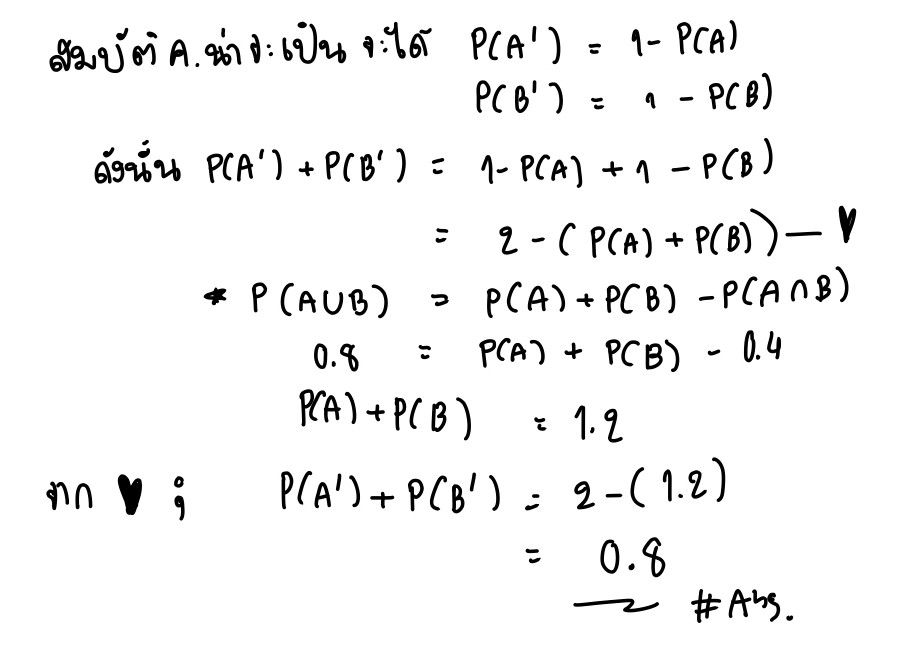 สมบัติ ค.น่าจะเป็น จะได้ P(A') = 1- P(A)
P(B') = 1 - P(B)
ดังนั้น P(A') + P(B') = 1- P(A) + 1 - P(B)
= 2 - ( P(A) + P(B) ) — ♥
* P (A∪B) = P(A) + P(B) - P(A∩B)
0.8 = P(A) + P(B) - 0.4
P(A) + P(B) = 1.2
จาก ♥ ; P(A') + P(B') = 2 - ( 1.2 )
= 0.8
# Ans.